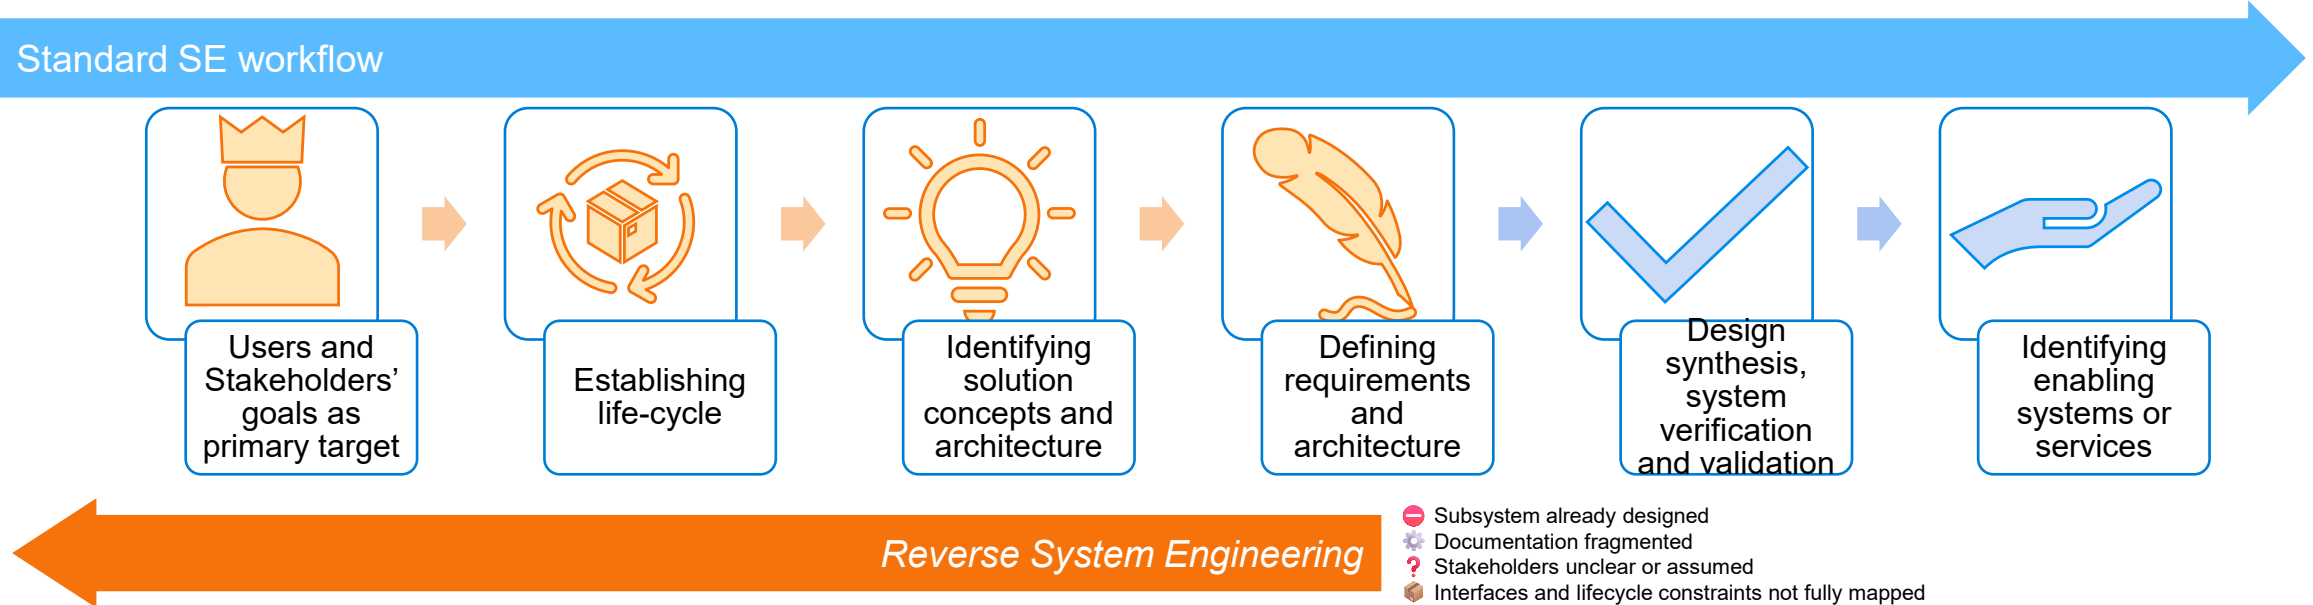 Standard SE workflow
Users and
Stakeholders’
goals as
primary target
Establishing
life-cycle
Identifying
solution
concepts and
architecture
Defining
requirements
and
architecture
Design
synthesis,
system
verification
and validation
Identifying
enabling
systems or
services
Reverse System Engineering
Subsystem already designed
Documentation fragmented
Stakeholders unclear or assumed
Interfaces and lifecycle constraints not fully mapped